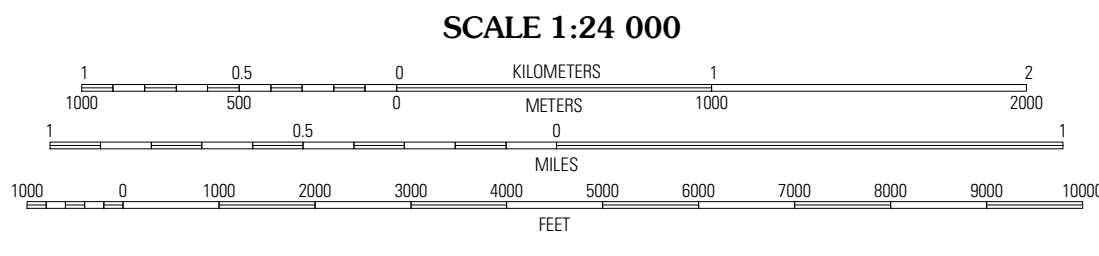 SCALE 1:24 000
1 0.5 0 KILOMETERS 1 2
1000 500 0 METERS 1000 2000
1 0.5 0 1
MILES
1000 0 1000 2000 3000 4000 5000 6000 7000 8000 9000 10000
FEET